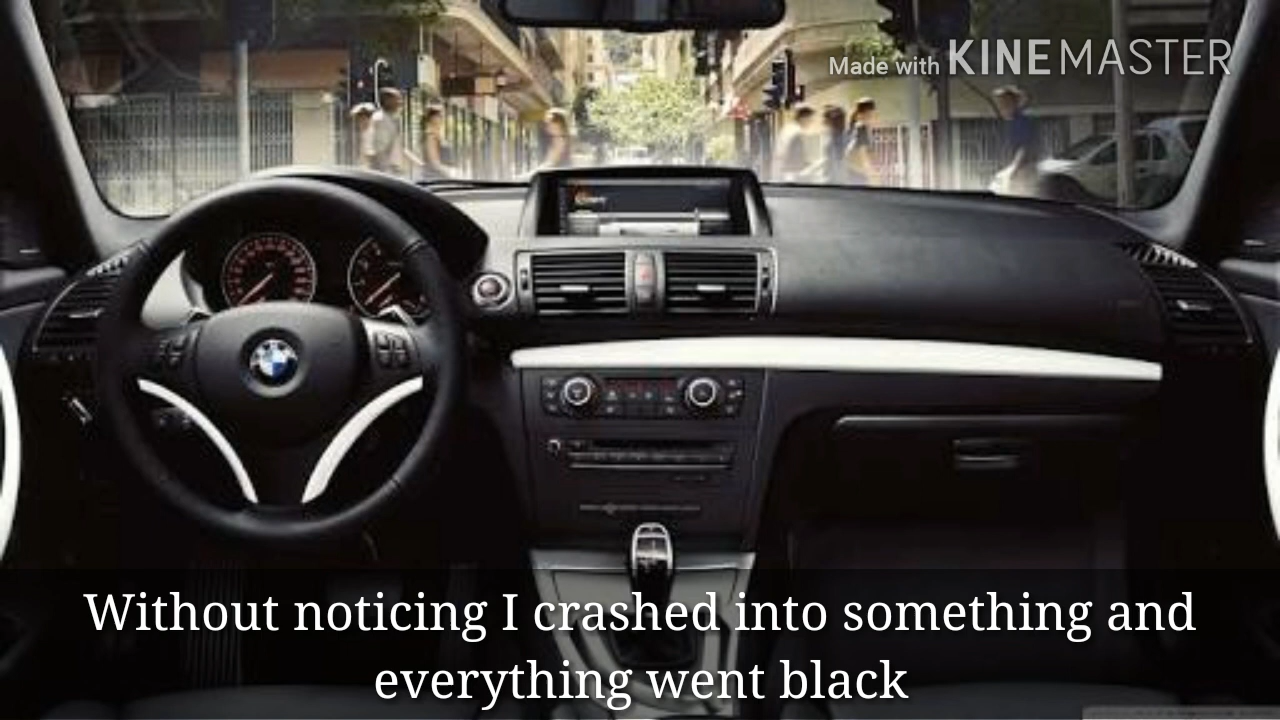 Made with KINEMASTER
Without noticing I crashed into something and
everything went black